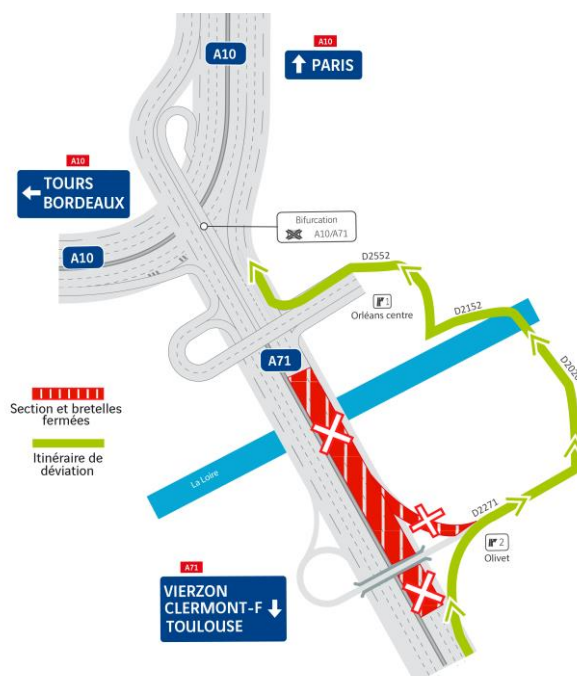 A10
A10
PARIS
A10
TOURS
BORDEAUX
Bifurcation
A10/A71
A10
D2552
1
Orléans centre
D2152
A71
D2020
Section et bretelles
fermées
Itinéraire de
déviation
La Loire
D2271
2
Olivet
A71
VIERZON
CLERMONT-F
TOULOUSE